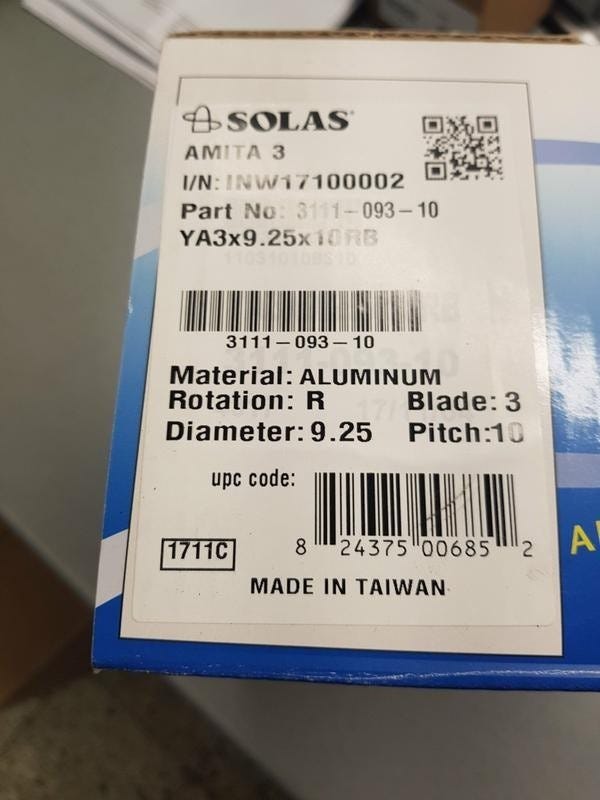 SOLAS
AMITA 3
I/N: INW17100002
Part No: 3111-093-10
YA3x9.25x10RB
3111-093-10
Material: ALUMINUM
Rotation: R Blade: 3
Diameter: 9.25 Pitch:10
upc code:
8 24375 00685 2
1711C
MADE IN TAIWAN